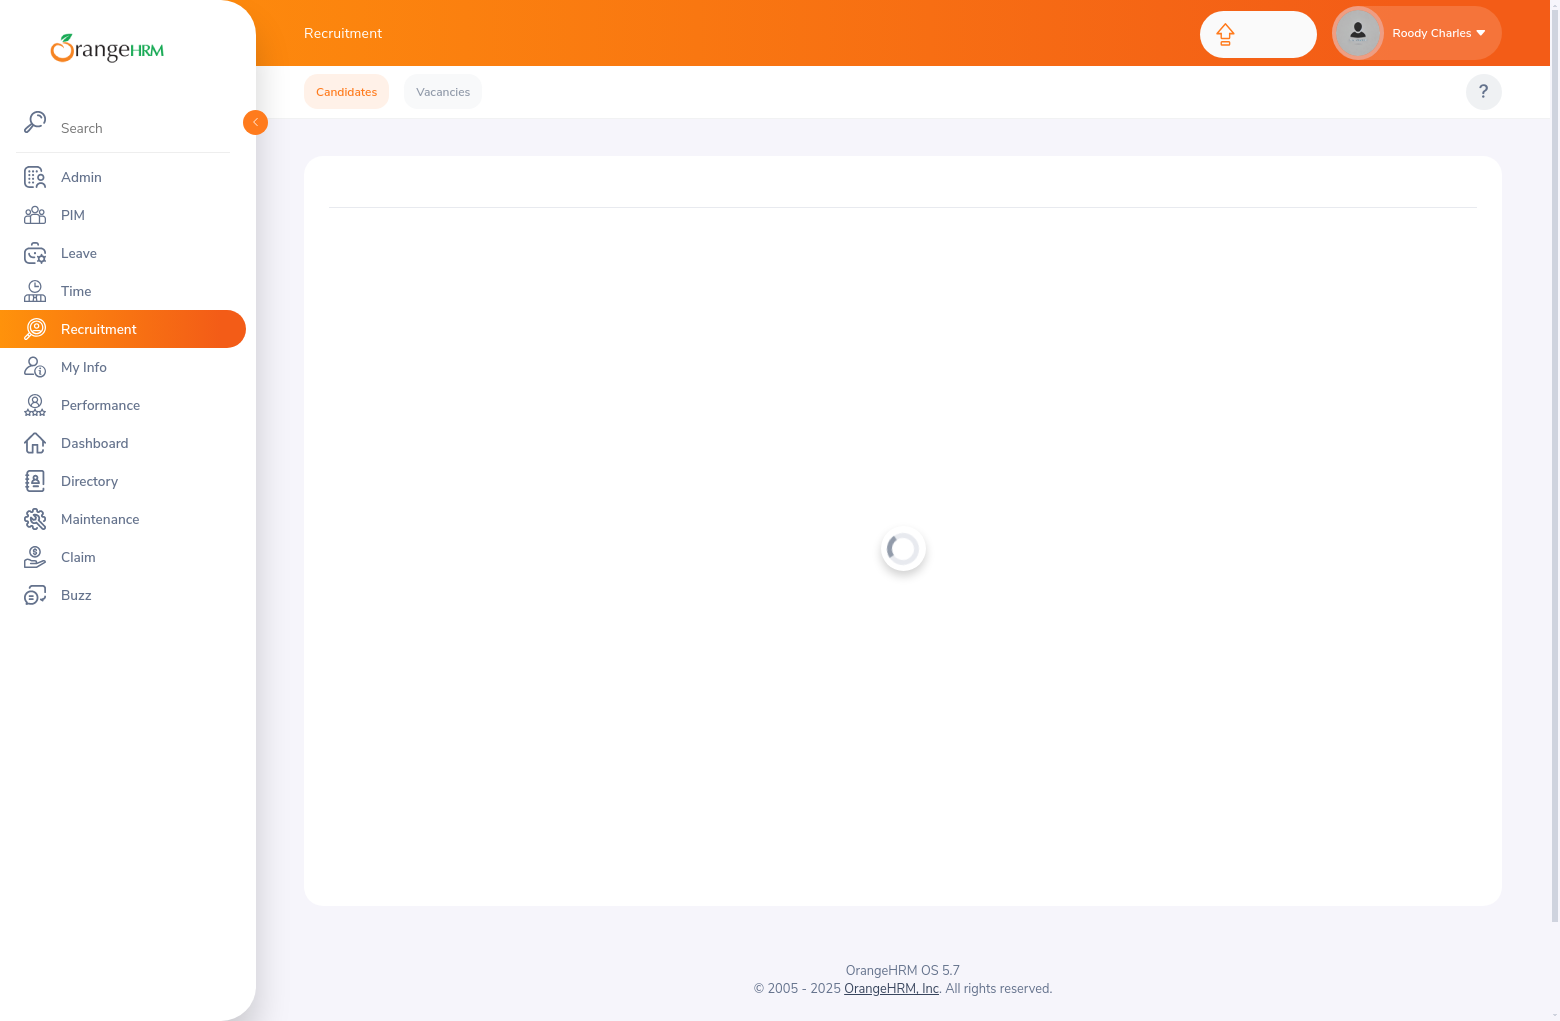 OrangeHRM
Search
Admin
PIM
Leave
Time
Recruitment
My Info
Performance
Dashboard
Directory
Maintenance
Claim
Buzz
Recruitment
Roody Charles
Candidates
Vacancies
?
OrangeHRM OS 5.7
© 2005 - 2025 OrangeHRM, Inc. All rights reserved.